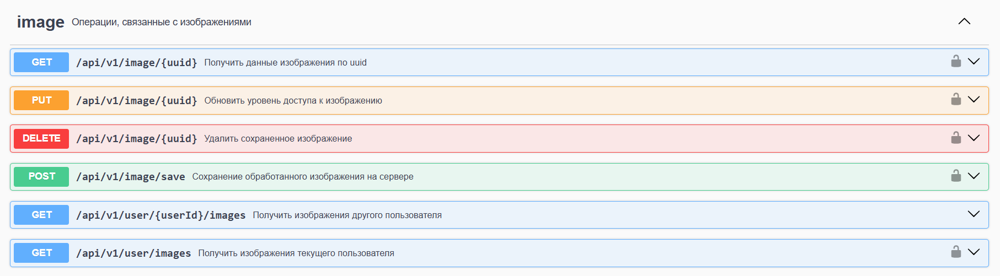 image Операции, связанные с изображениями
GET /api/v1/image/{uuid} Получить данные изображения по uuid
PUT /api/v1/image/{uuid} Обновить уровень доступа к изображению
DELETE /api/v1/image/{uuid} Удалить сохраненное изображение
POST /api/v1/image/save Сохранение обработанного изображения на сервере
GET /api/v1/user/{userId}/images Получить изображения другого пользователя
GET /api/v1/user/images Получить изображения текущего пользователя